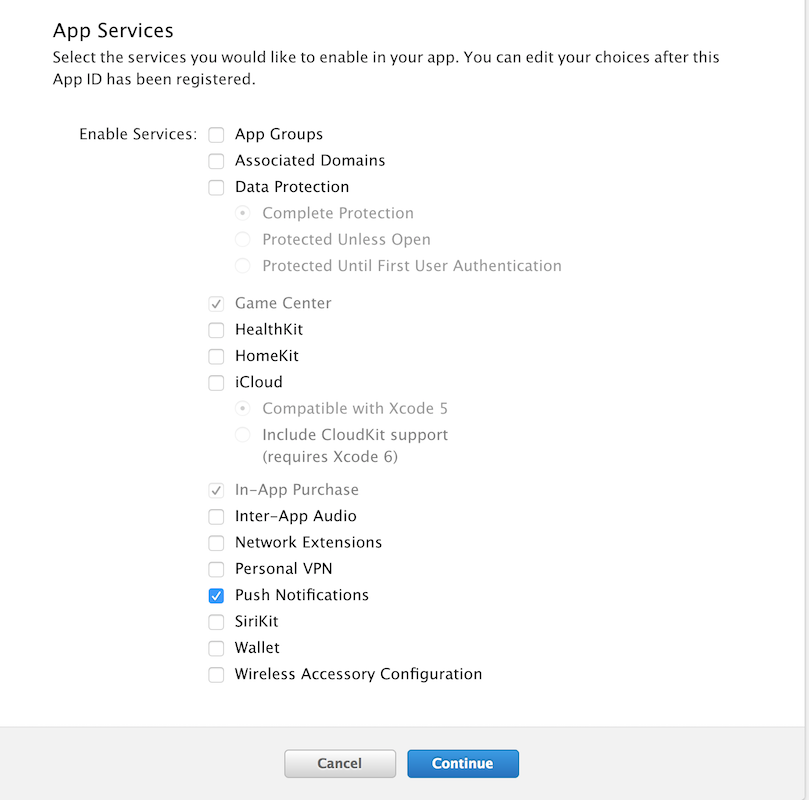 App Services
Select the services you would like to enable in your app. You can edit your choices after this
App ID has been registered.
Enable Services:
App Groups
Associated Domains
Data Protection
Complete Protection
Protected Unless Open
Protected Until First User Authentication
Game Center
HealthKit
HomeKit
iCloud
Compatible with Xcode 5
Include CloudKit support
(requires Xcode 6)
In-App Purchase
Inter-App Audio
Network Extensions
Personal VPN
Push Notifications
SiriKit
Wallet
Wireless Accessory Configuration
Cancel
Continue